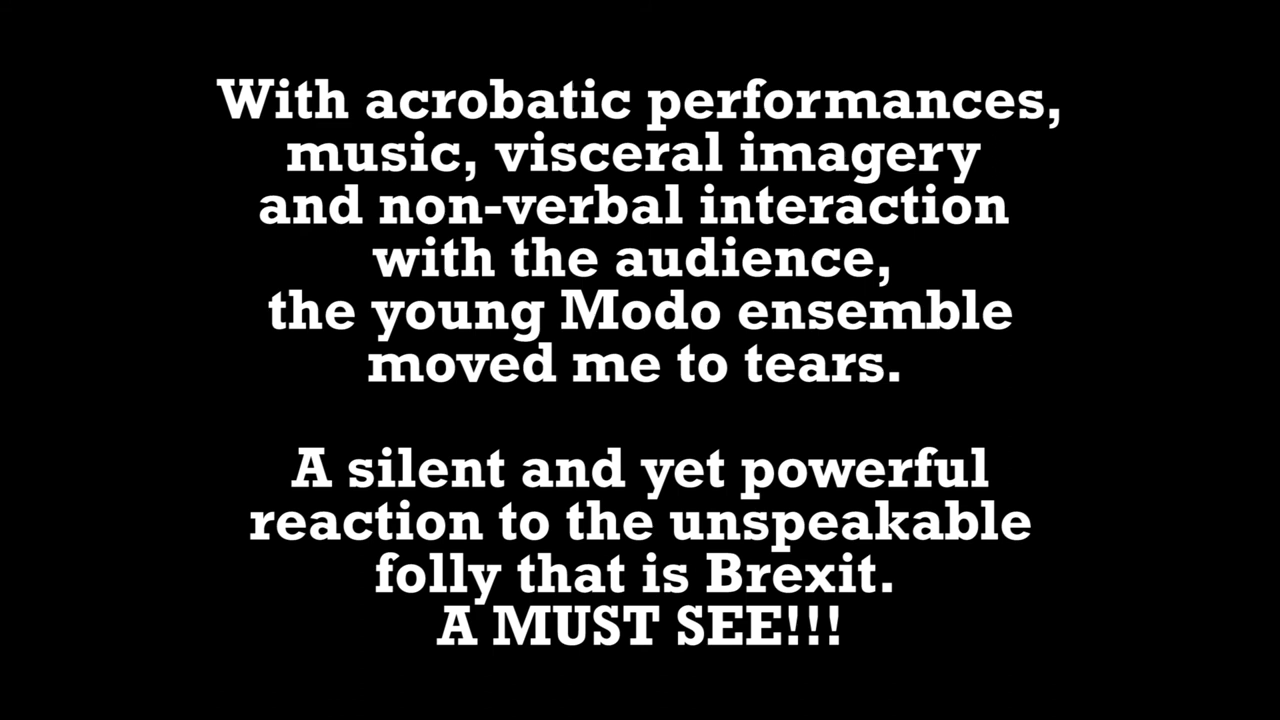 With acrobatic performances,
music, visceral imagery
and non-verbal interaction
with the audience,
the young Modo ensemble
moved me to tears.
A silent and yet powerful
reaction to the unspeakable
folly that is Brexit.
A MUST SEE!!!